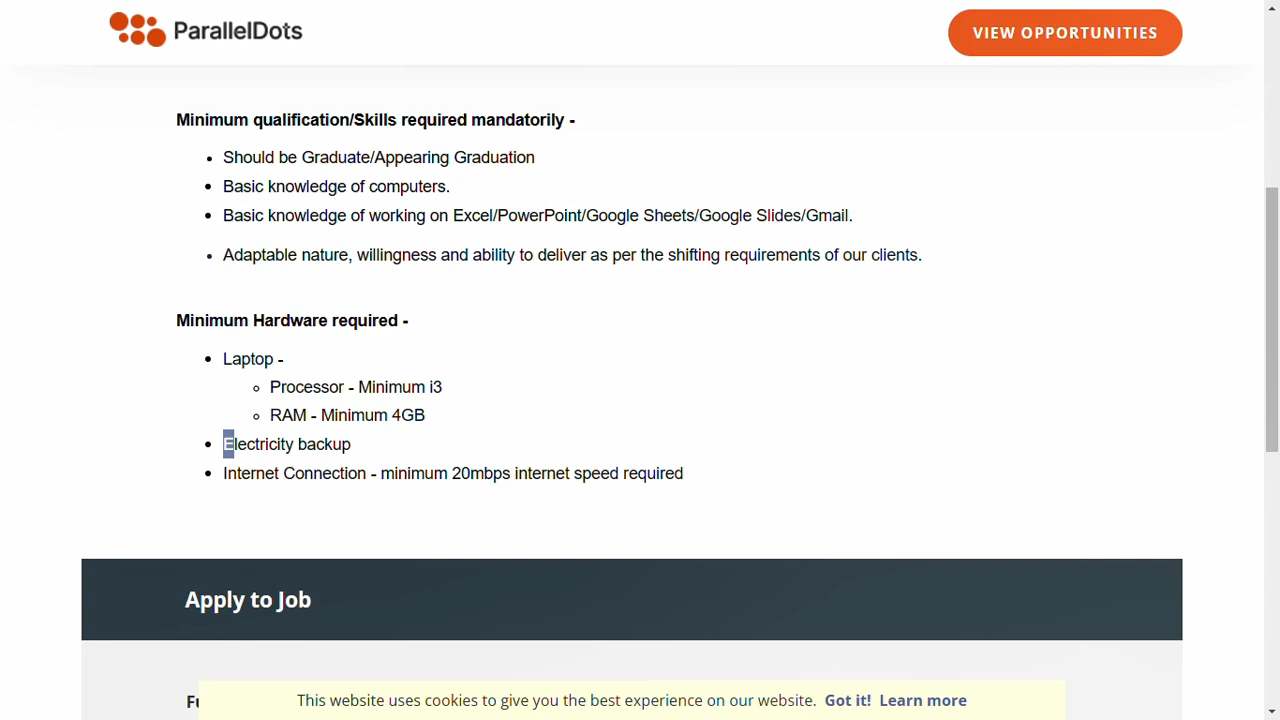 ParallelDots
VIEW OPPORTUNITIES
Minimum qualification/Skills required mandatorily -
Should be Graduate/Appearing Graduation
Basic knowledge of computers.
Basic knowledge of working on Excel/PowerPoint/Google Sheets/Google Slides/Gmail.
Adaptable nature, willingness and ability to deliver as per the shifting requirements of our clients.
Minimum Hardware required -
Laptop -
Processor - Minimum i3
RAM - Minimum 4GB
Electricity backup
Internet Connection - minimum 20mbps internet speed required
Apply to Job
This website uses cookies to give you the best experience on our website. Got it! Learn more